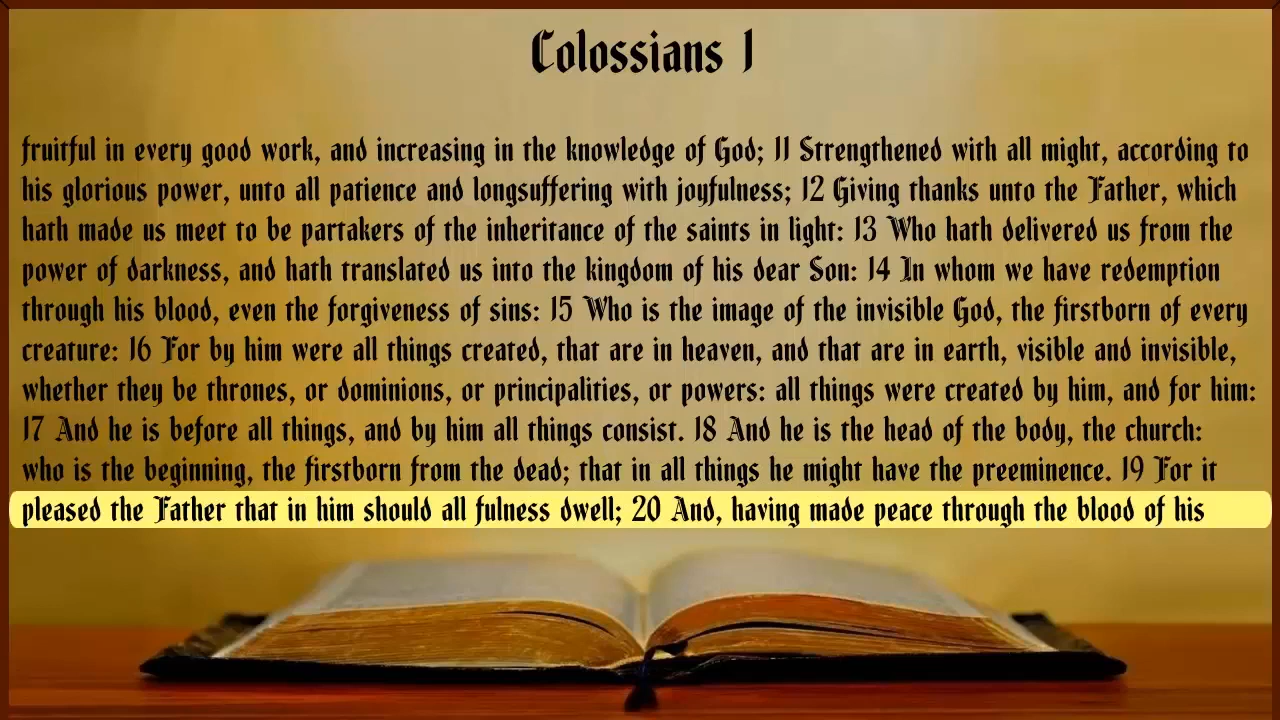 Colossians 1
fruitful in every good work, and increasing in the knowledge of God; 11 Strengthened with all might, according to
his glorious power, unto all patience and longsuffering with joyfulness; 12 Giving thanks unto the Father, which
hath made us meet to be partakers of the inheritance of the saints in light: 13 Who hath delivered us from the
power of darkness, and hath translated us into the kingdom of his dear Son: 14 In whom we have redemption
through his blood, even the forgiveness of sins: 15 Who is the image of the invisible God, the firstborn of every
creature: 16 For by him were all things created, that are in heaven, and that are in earth, visible and invisible,
whether they be thrones, or dominions, or principalities, or powers: all things were created by him, and for him:
17 And he is before all things, and by him all things consist. 18 And he is the head of the body, the church:
who is the beginning, the firstborn from the dead; that in all things he might have the preeminence. 19 For it
pleased the Father that in him should all fulness dwell; 20 And, having made peace through the blood of his